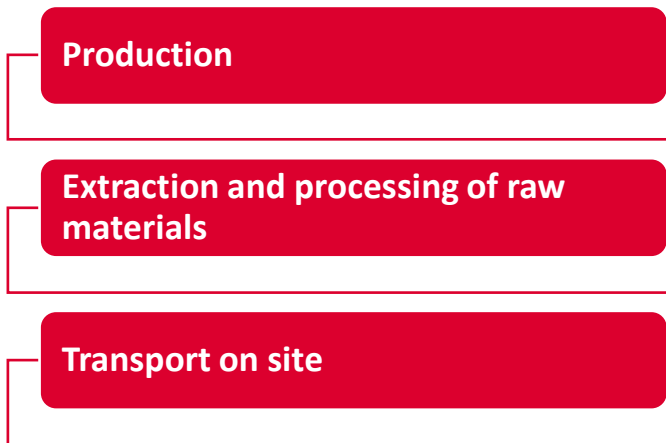 Production
Extraction and processing of raw
materials
Transport on site